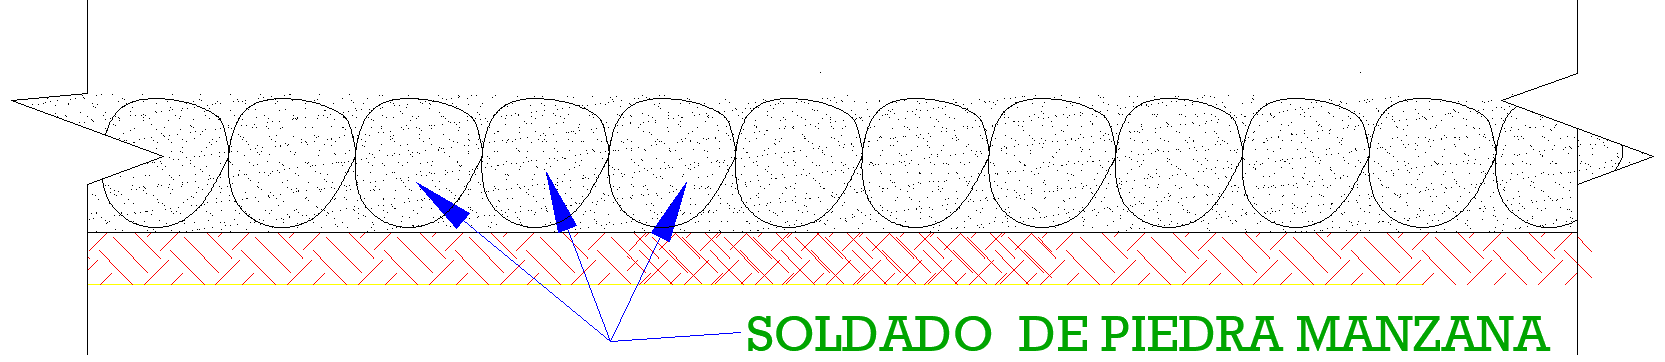 SOLDADO DE PIEDRA MANZANA